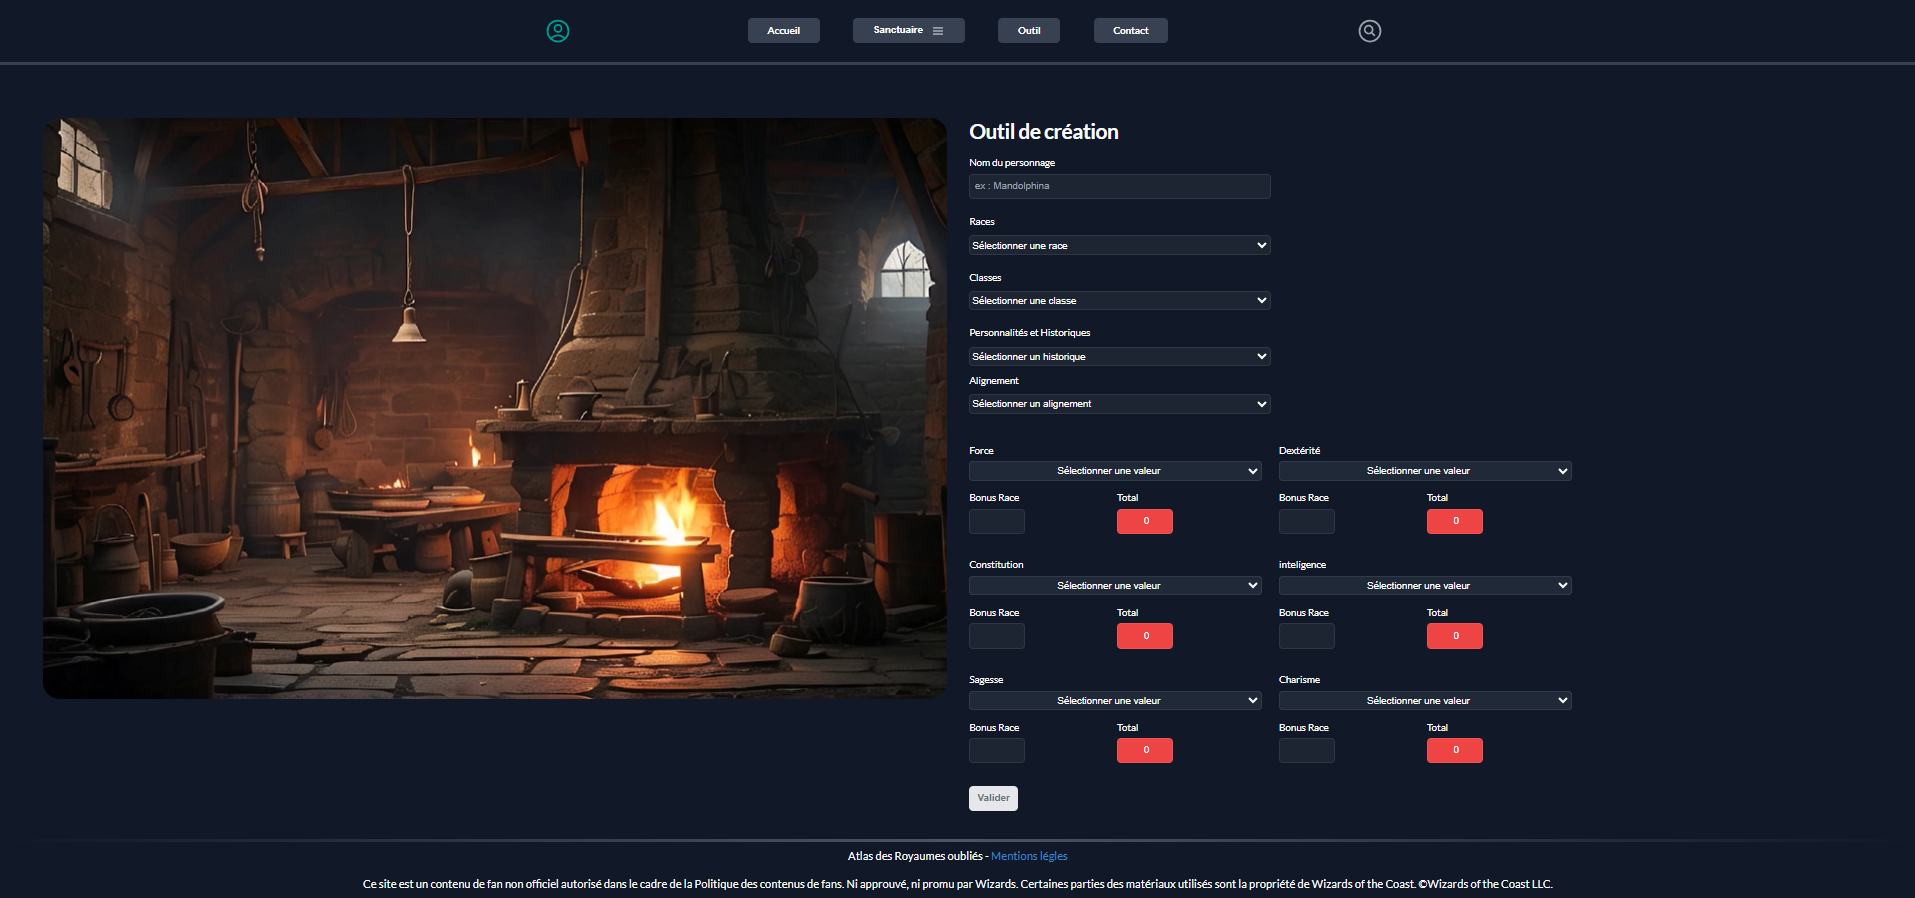 Accueil Sanctuaire Outil Contact
Outil de création
Nom du personnage
ex : Mandolphina
Races
Sélectionner une race
Classes
Sélectionner une classe
Personnalités et Historiques
Sélectionner un historique
Alignement
Sélectionner un alignement
Force Dextérité
Sélectionner une valeur Sélectionner une valeur
Bonus Race Total Bonus Race Total
0 0
Constitution inteligence
Sélectionner une valeur Sélectionner une valeur
Bonus Race Total Bonus Race Total
0 0
Sagesse Charisme
Sélectionner une valeur Sélectionner une valeur
Bonus Race Total Bonus Race Total
0 0
Valider
Atlas des Royaumes oubliés - Mentions légles
Ce site est un contenu de fan non officiel autorisé dans le cadre de la Politique des contenus de fans. Ni approuvé, ni promu par Wizards. Certaines parties des matériaux utilisés sont la propriété de Wizards of the Coast. ©Wizards of the Coast LLC.